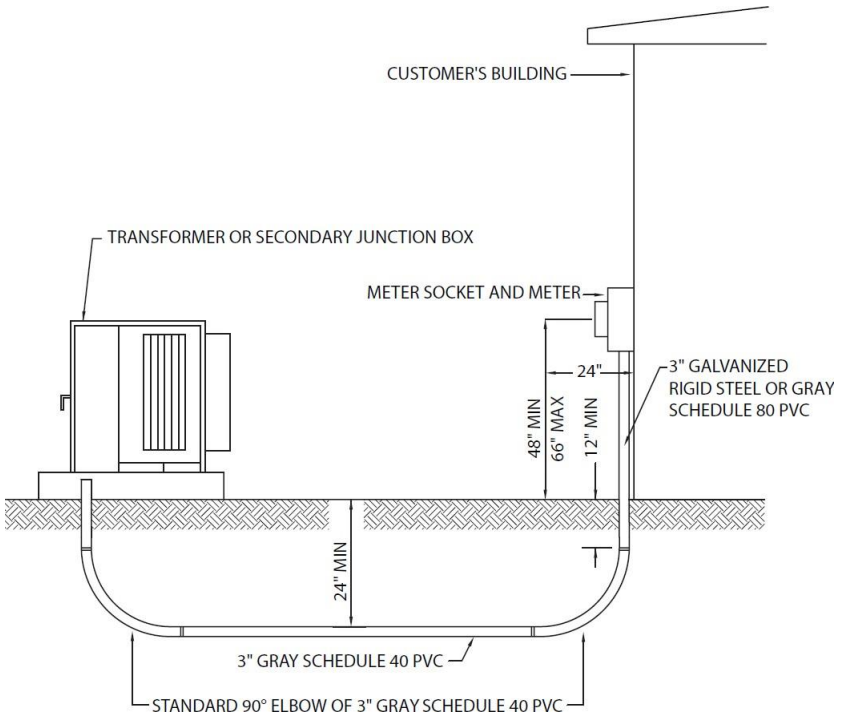 CUSTOMER'S BUILDING
TRANSFORMER OR SECONDARY JUNCTION BOX
METER SOCKET AND METER
24"
3" GALVANIZED
RIGID STEEL OR GRAY
SCHEDULE 80 PVC
48" MIN
66" MAX
12" MIN
24" MIN
3" GRAY SCHEDULE 40 PVC
STANDARD 90° ELBOW OF 3" GRAY SCHEDULE 40 PVC